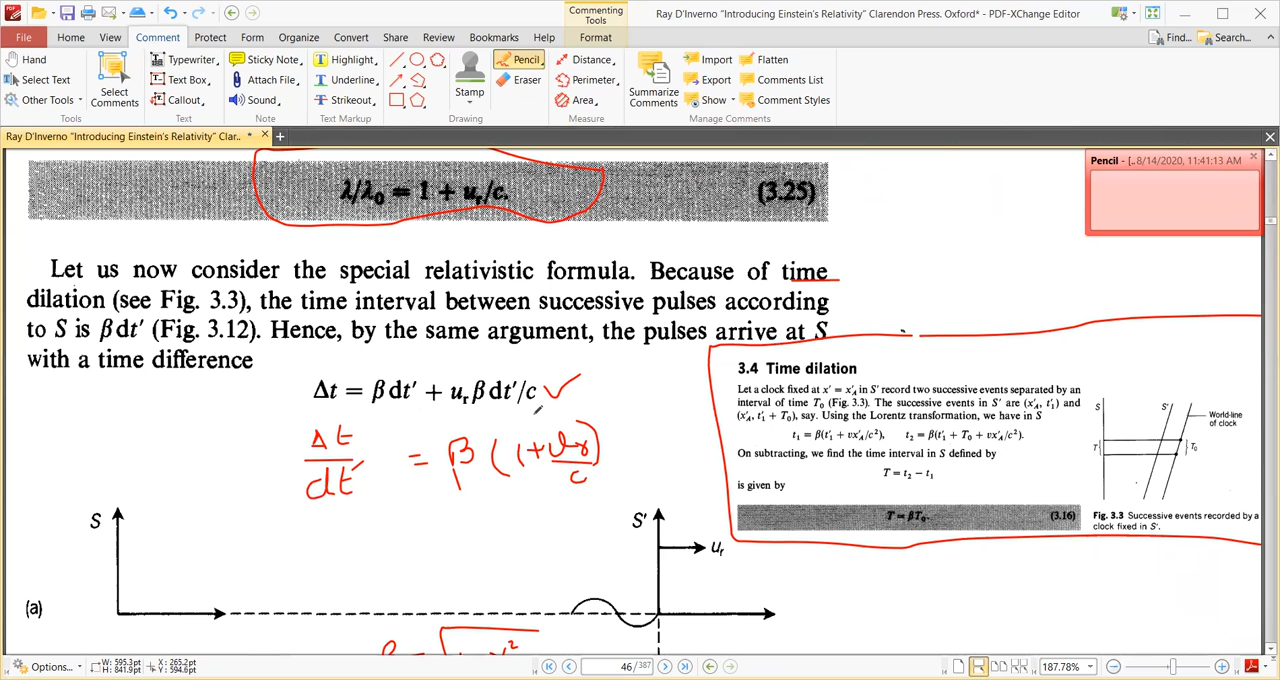 Commenting
Tools
Ray D'Inverno "Introducing Einstein's Relativity" Clarendon Press. Oxford* - PDF-XChange Editor
File Home View Comment Protect Form Organize Convert Share Review Bookmarks Help Format Find... Search...
Hand Select Comments Typewriter Sticky Note Highlight Stamp Pencil Summarize Comments Distance Import Flatten
Select Text Text Box Attach File Underline Eraser Perimeter Export Comments List
Other Tools Callout Sound Strikeout Area Show Comment Styles
Tools Text Note Text Markup Drawing Measure Manage Comments
Ray D'Inverno "Introducing Einstein's Relativity" Clar.. *
Pencil - [..8/14/2020, 11:41:13 AM
λ/λ₀ = 1 + uᵣ/c. (3.25)
Let us now consider the special relativistic formula. Because of time
dilation (see Fig. 3.3), the time interval between successive pulses according
to S is β dt′ (Fig. 3.12). Hence, by the same argument, the pulses arrive at S
with a time difference
Δt = β dt′ + uᵣβ dt′/c
Δt/dt′ = β (1+vᵣ/c)
3.4 Time dilation
Let a clock fixed at x′ = x′_A in S′ record two successive events separated by an
interval of time T₀ (Fig. 3.3). The successive events in S′ are (x′_A, t′₁) and
(x′_A, t′₁ + T₀), say. Using the Lorentz transformation, we have in S
t₁ = β(t′₁ + vx′_A/c²), t₂ = β(t′₁ + T₀ + vx′_A/c²).
On subtracting, we find the time interval in S defined by
T = t₂ − t₁
is given by
T = βT₀. (3.16)
S S′ World-line
of clock
T T₀
Fig. 3.3 Successive events recorded by a
clock fixed in S′.
S S′
uᵣ
(a)
Options... W: 595.3pt H: 841.9pt X: 265.2pt Y: 594.6pt 46 /387 187.78%